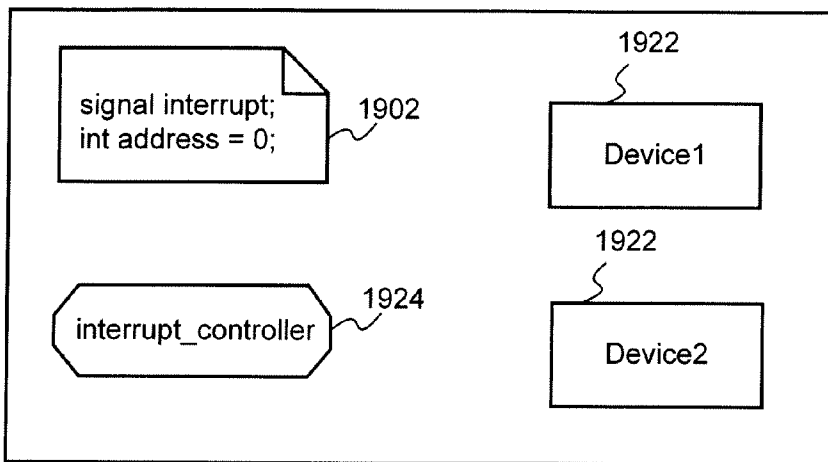 signal interrupt;
int address = 0;
1902
1922
Device1
interrupt_controller
1924
1922
Device2